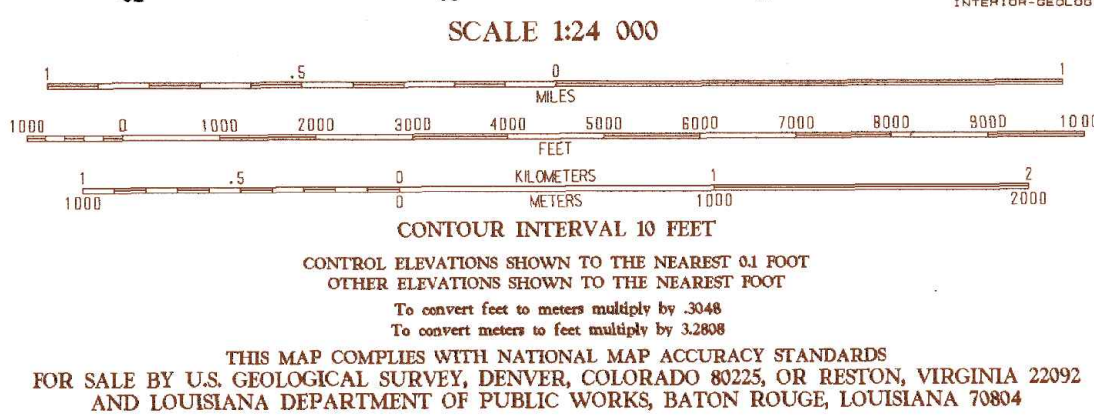 SCALE 1:24 000
1 .5 0 1
MILES
1000 0 1000 2000 3000 4000 5000 6000 7000 8000 9000
FEET
1 .5 0 KILOMETERS 1 2
1000 0 METERS 1000 2000
CONTOUR INTERVAL 10 FEET
CONTROL ELEVATIONS SHOWN TO THE NEAREST 0.1 FOOT
OTHER ELEVATIONS SHOWN TO THE NEAREST FOOT
To convert feet to meters multiply by .3048
To convert meters to feet multiply by 3.2808
THIS MAP COMPLIES WITH NATIONAL MAP ACCURACY STANDARDS
FOR SALE BY U.S. GEOLOGICAL SURVEY, DENVER, COLORADO 80225, OR RESTON, VIRGINIA 22092
AND LOUISIANA DEPARTMENT OF PUBLIC WORKS, BATON ROUGE, LOUISIANA 70804